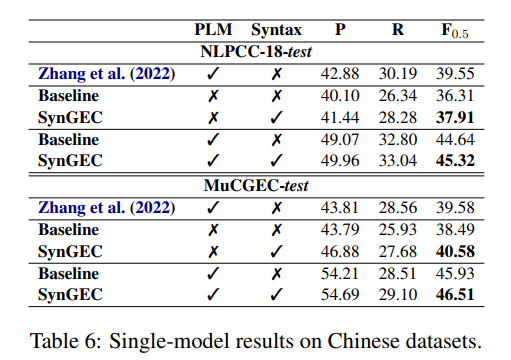 PLM Syntax P R F0.5
NLPCC-18-test
Zhang et al. (2022) ✓ ✗ 42.88 30.19 39.55
Baseline ✗ ✗ 40.10 26.34 36.31
SynGEC ✗ ✓ 41.44 28.28 37.91
Baseline ✓ ✗ 49.07 32.80 44.64
SynGEC ✓ ✓ 49.96 33.04 45.32
MuCGEC-test
Zhang et al. (2022) ✓ ✗ 43.81 28.56 39.58
Baseline ✗ ✗ 43.79 25.93 38.49
SynGEC ✗ ✓ 46.88 27.68 40.58
Baseline ✓ ✗ 54.21 28.51 45.93
SynGEC ✓ ✓ 54.69 29.10 46.51
Table 6: Single-model results on Chinese datasets.